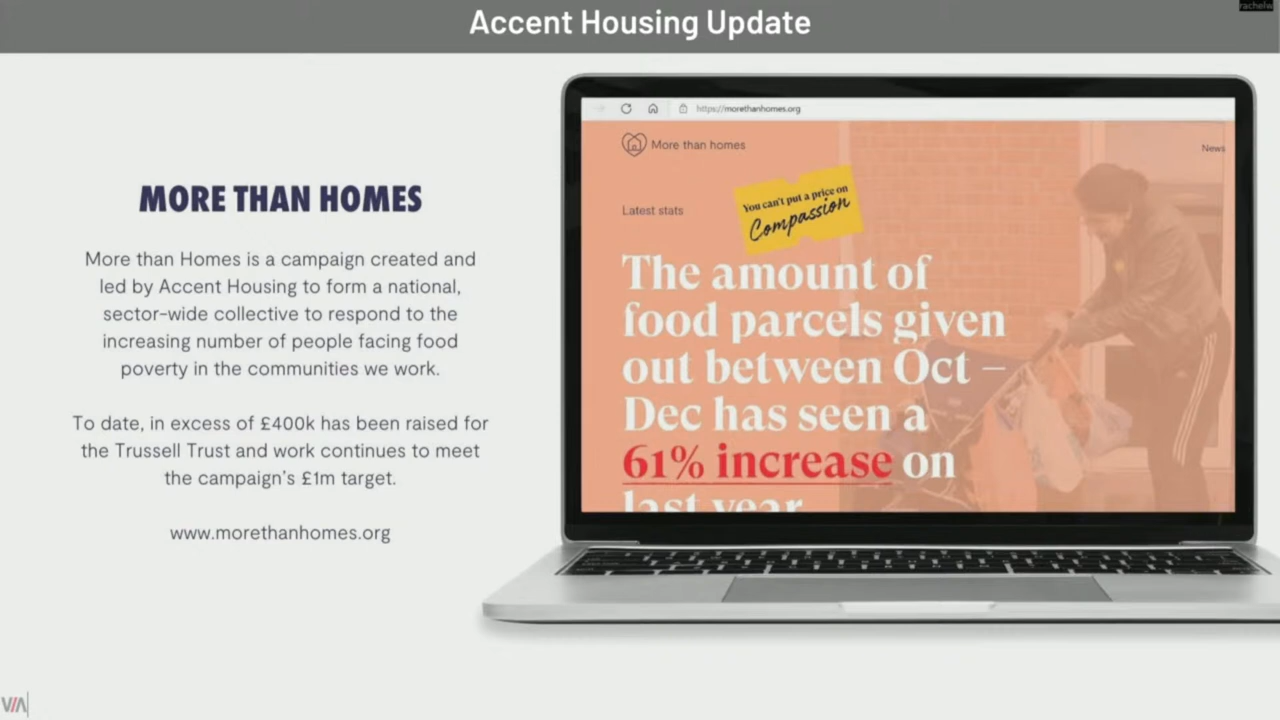 Accent Housing Update
rachelw
MORE THAN HOMES
More than Homes is a campaign created and
led by Accent Housing to form a national,
sector-wide collective to respond to the
increasing number of people facing food
poverty in the communities we work.
To date, in excess of £400k has been raised for
the Trussell Trust and work continues to meet
the campaign's £1m target.
www.morethanhomes.org
https://morethanhomes.org
More than homes
News
Latest stats
You can't put a price on
Compassion
The amount of
food parcels given
out between Oct –
Dec has seen a
61% increase on
last year
VIA